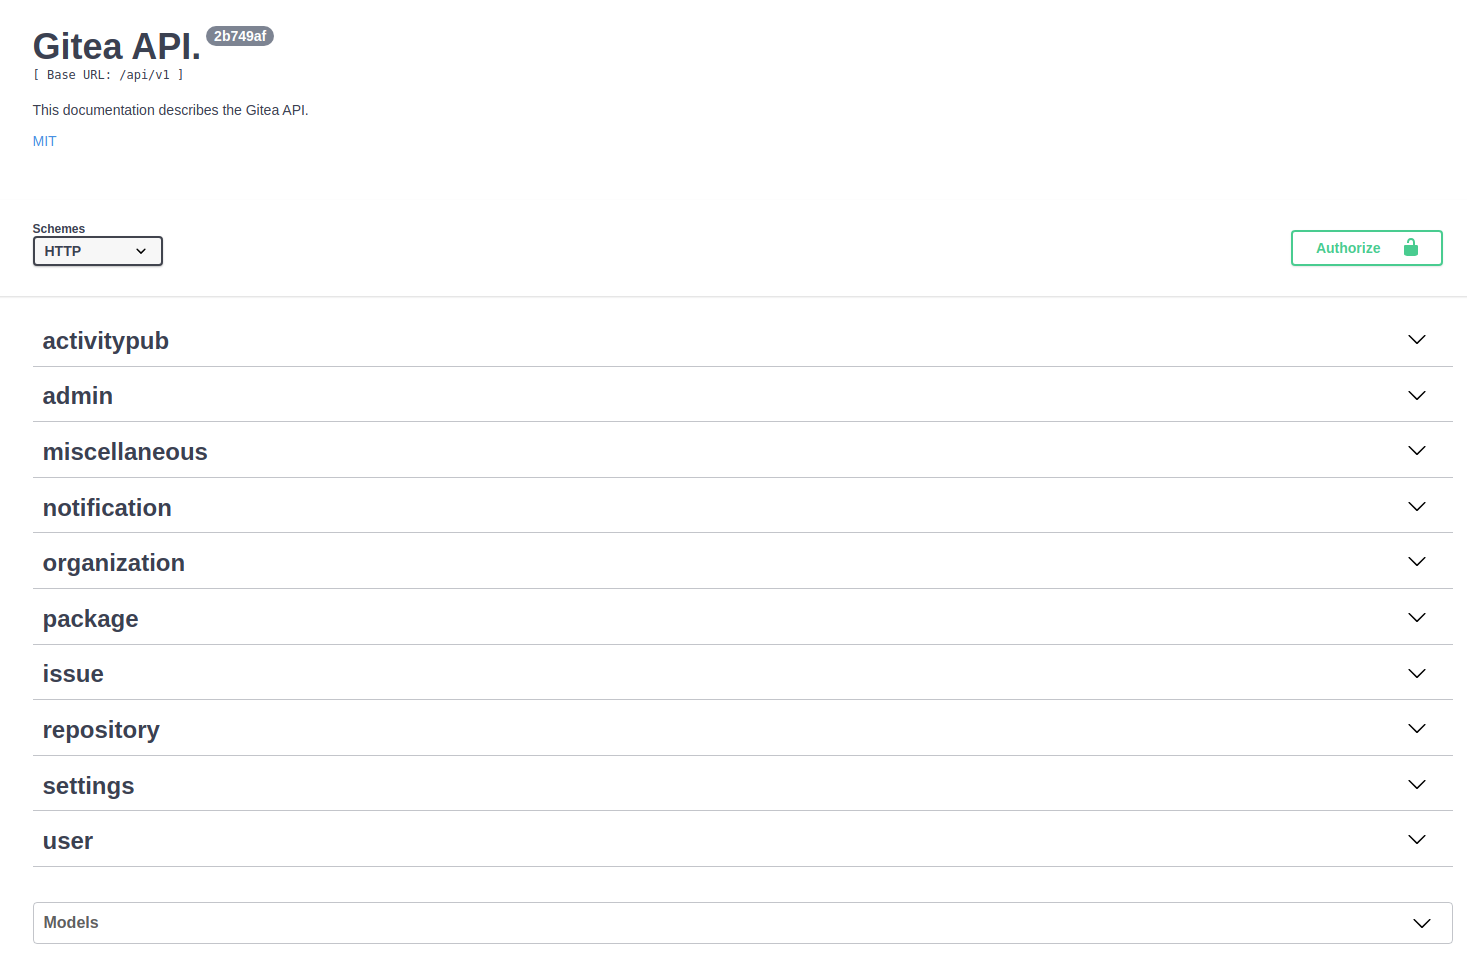 Gitea API. 2b749af
[ Base URL: /api/v1 ]
This documentation describes the Gitea API.
MIT
Schemes
HTTP
Authorize
activitypub
admin
miscellaneous
notification
organization
package
issue
repository
settings
user
Models